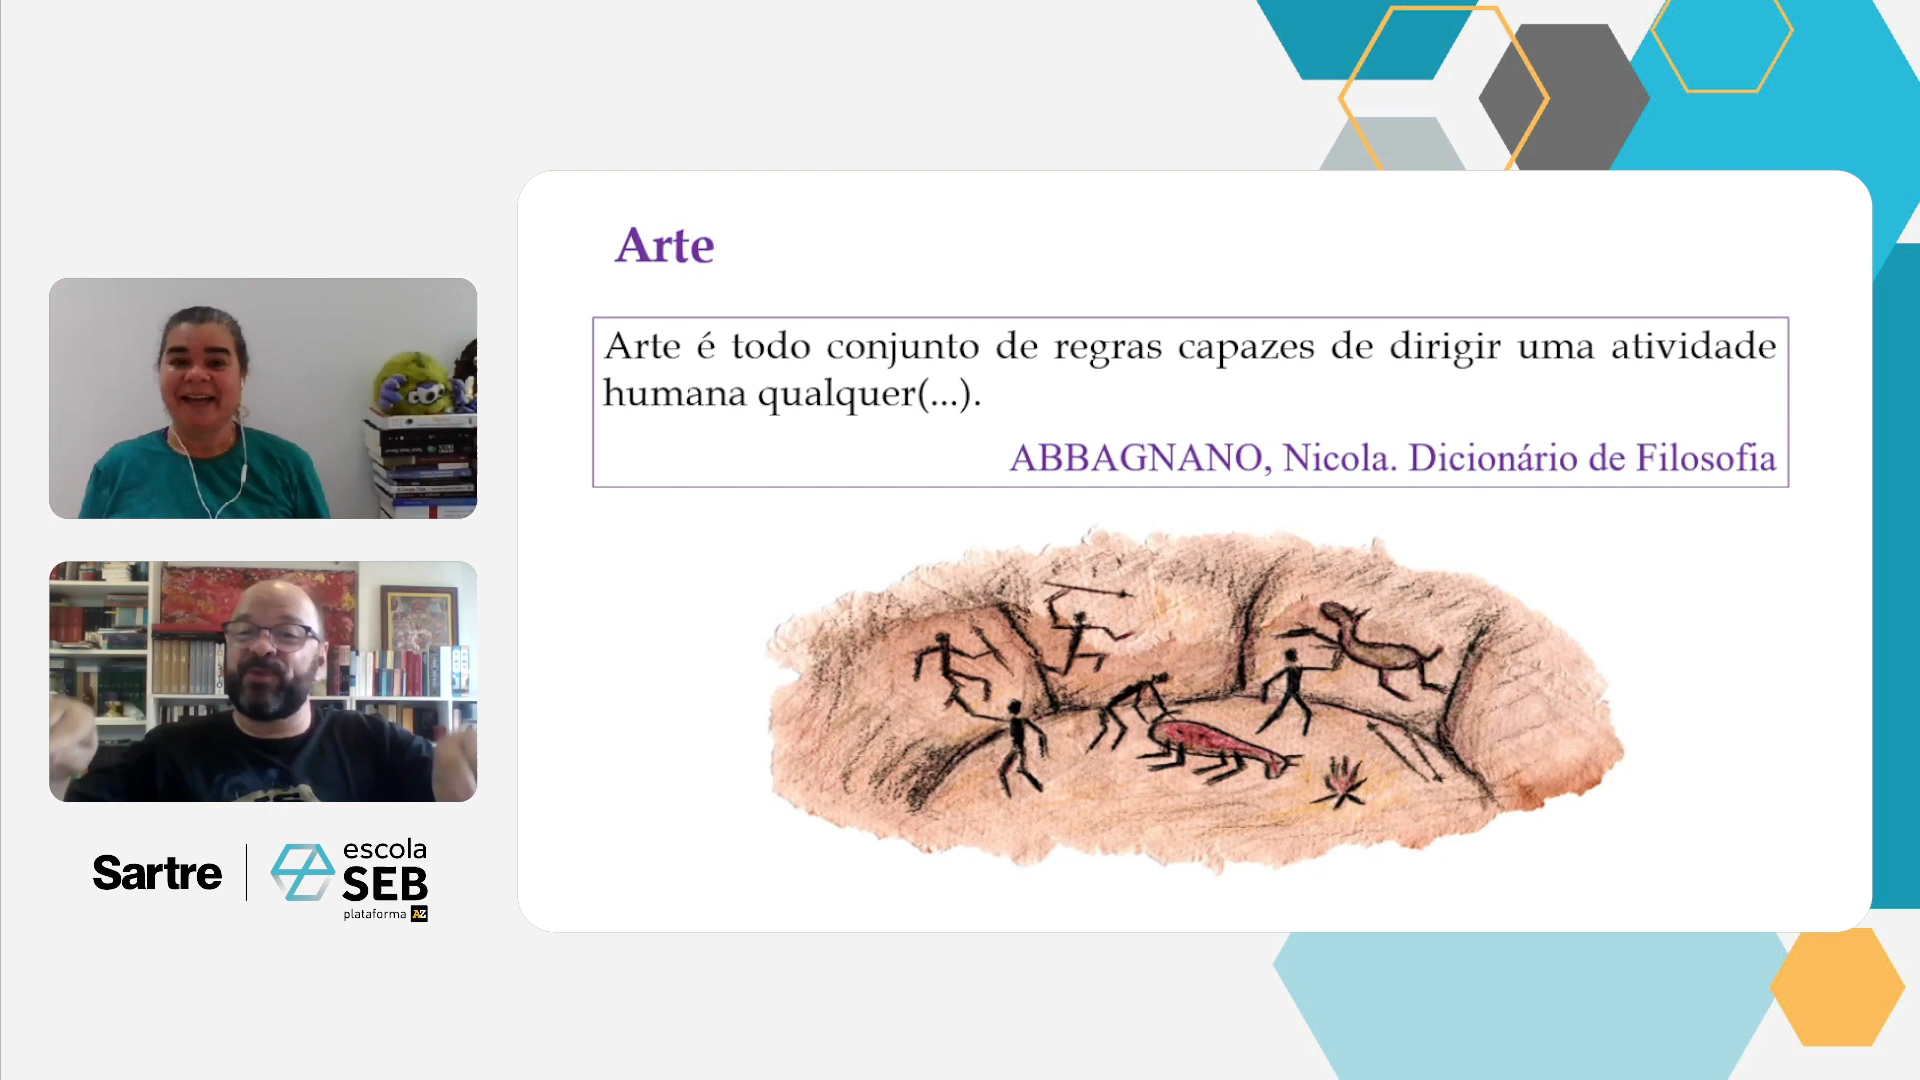 Arte
Arte é todo conjunto de regras capazes de dirigir uma atividade
humana qualquer(...).
ABBAGNANO, Nicola. Dicionário de Filosofia
Sartre
escola
SEB
plataforma AZ